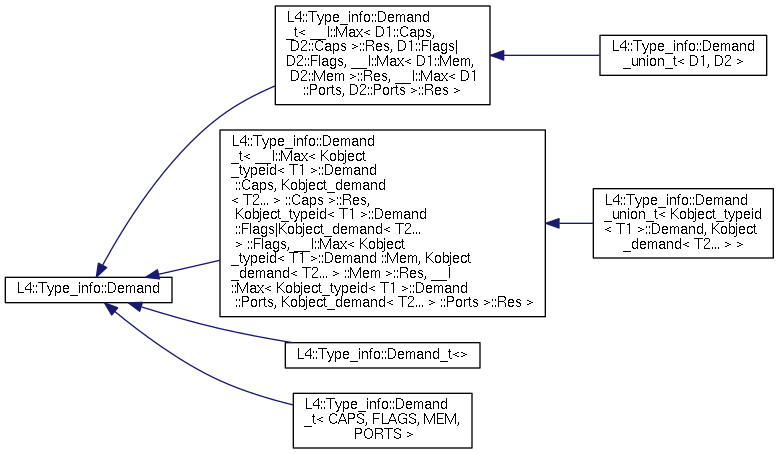 L4::Type_info::Demand
_t< __I::Max< D1::Caps,
D2::Caps >::Res, D1::Flags|
D2::Flags, __I::Max< D1::Mem,
D2::Mem >::Res, __I::Max< D1
::Ports, D2::Ports >::Res >
L4::Type_info::Demand
_union_t< D1, D2 >
L4::Type_info::Demand
_t< __I::Max< Kobject
_typeid< T1 >::Demand
::Caps, Kobject_demand
< T2... > ::Caps >::Res,
Kobject_typeid< T1 >::Demand
::Flags|Kobject_demand< T2...
> ::Flags, __I::Max< Kobject
_typeid< T1 >::Demand ::Mem, Kobject
_demand< T2... > ::Mem >::Res, __I
::Max< Kobject_typeid< T1 >::Demand
::Ports, Kobject_demand< T2... > ::Ports >::Res >
L4::Type_info::Demand
_union_t< Kobject_typeid
< T1 >::Demand, Kobject
_demand< T2... > >
L4::Type_info::Demand
L4::Type_info::Demand_t<>
L4::Type_info::Demand
_t< CAPS, FLAGS, MEM,
PORTS >